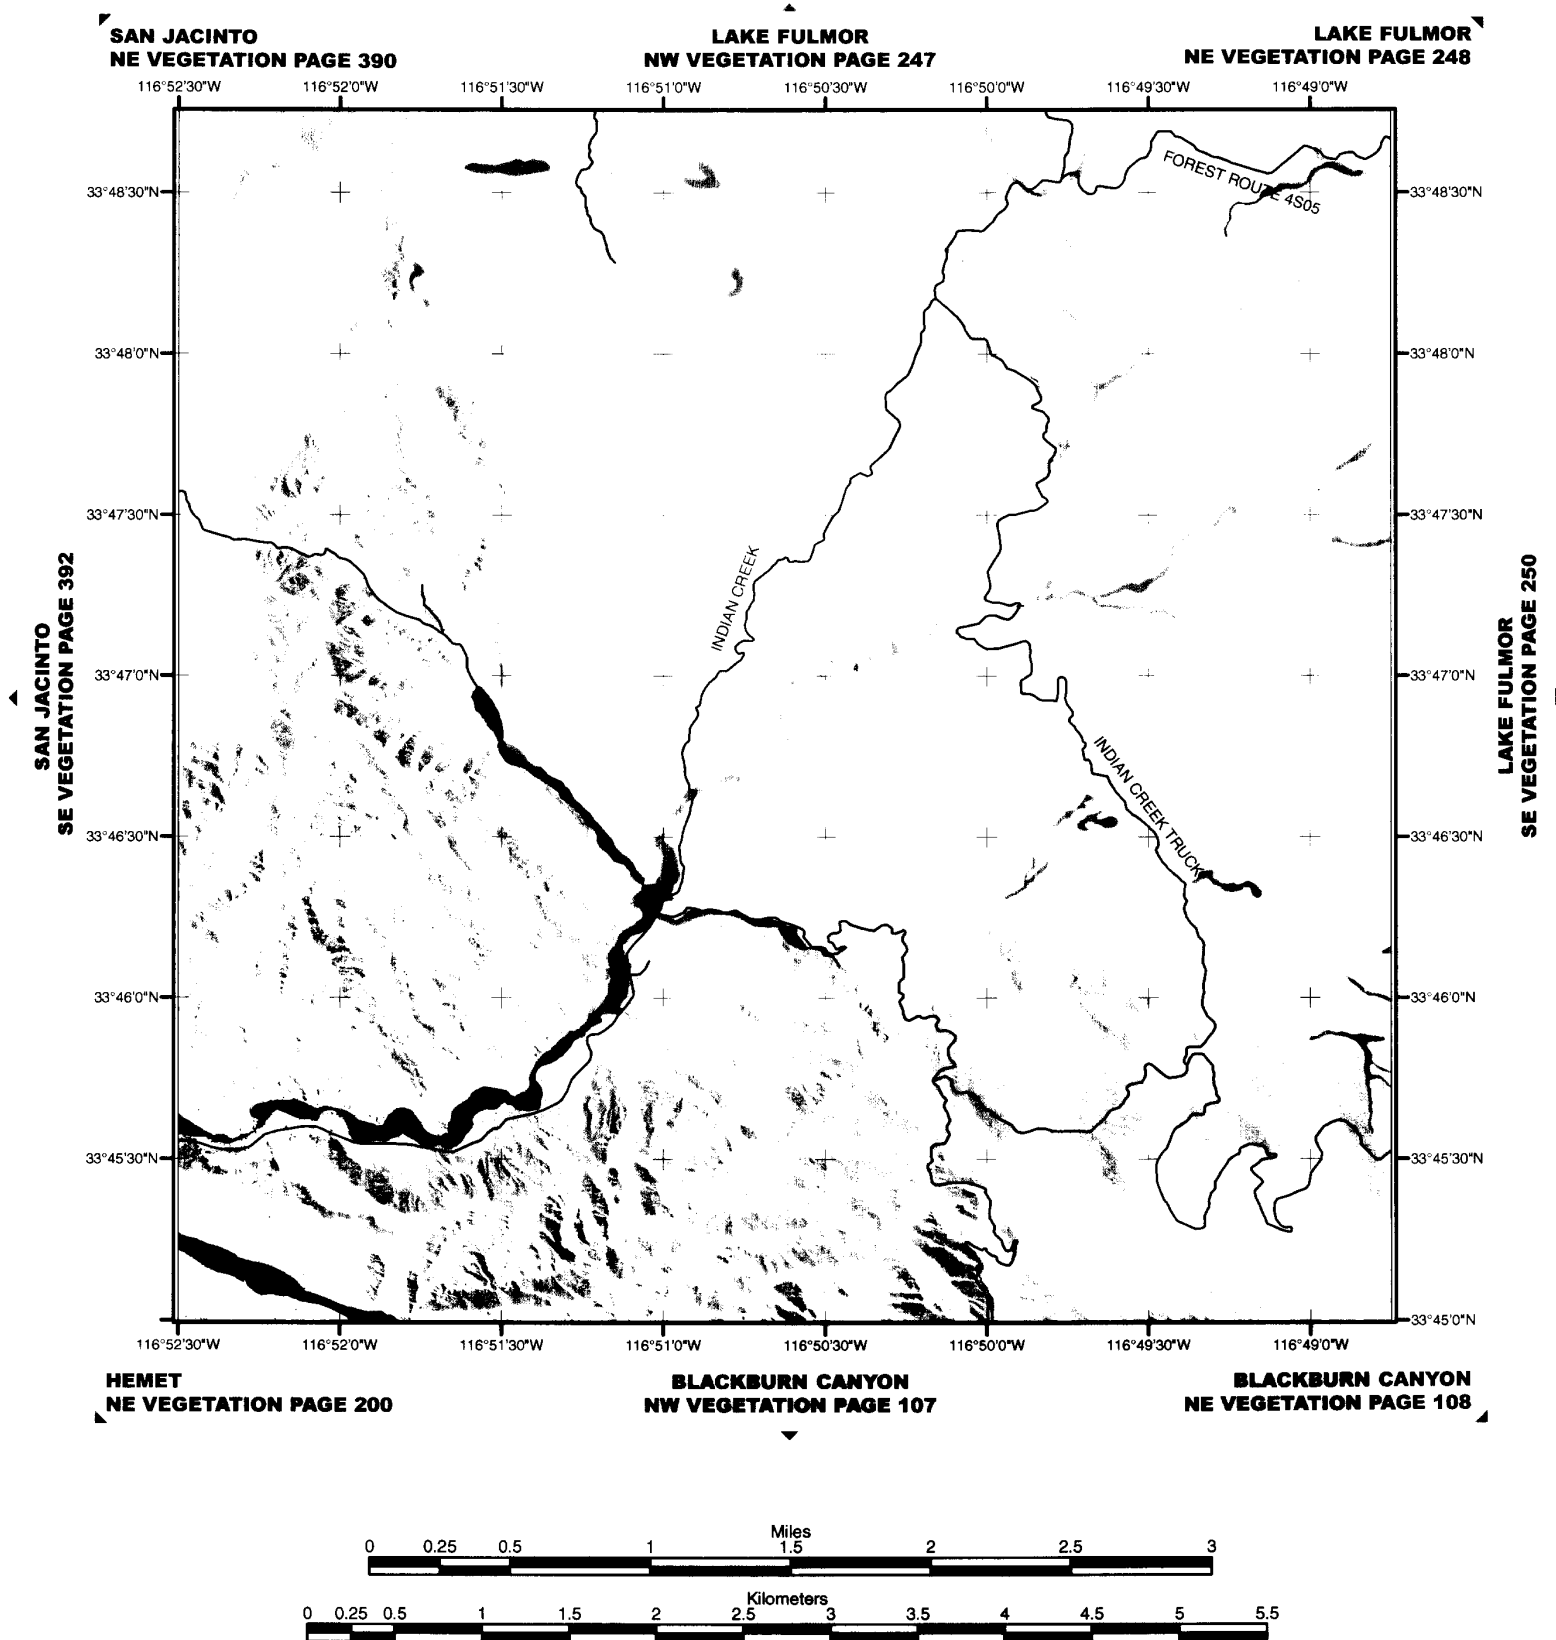 SAN JACINTO
NE VEGETATION PAGE 390
LAKE FULMOR
NW VEGETATION PAGE 247
LAKE FULMOR
NE VEGETATION PAGE 248
116°52'30"W 116°52'0"W 116°51'30"W 116°51'0"W 116°50'30"W 116°50'0"W 116°49'30"W 116°49'0"W
FOREST ROUTE 4S05
33°48'30"N 33°48'30"N
33°48'0"N 33°48'0"N
33°47'30"N 33°47'30"N
INDIAN CREEK
SAN JACINTO
SE VEGETATION PAGE 392
LAKE FULMOR
SE VEGETATION PAGE 250
33°47'0"N 33°47'0"N
INDIAN CREEK TRUCK
33°46'30"N 33°46'30"N
33°46'0"N 33°46'0"N
33°45'30"N 33°45'30"N
33°45'0"N
116°52'30"W 116°52'0"W 116°51'30"W 116°51'0"W 116°50'30"W 116°50'0"W 116°49'30"W 116°49'0"W
HEMET
NE VEGETATION PAGE 200
BLACKBURN CANYON
NW VEGETATION PAGE 107
BLACKBURN CANYON
NE VEGETATION PAGE 108
Miles
0 0.25 0.5 1 1.5 2 2.5 3
Kilometers
0 0.25 0.5 1 1.5 2 2.5 3 3.5 4 4.5 5 5.5